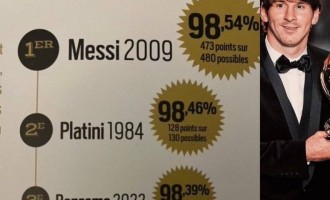 1ER
Messi 2009
98,54%
473 points sur
480 possibles
2E
Platini 1984
98,46%
128 points sur
130 possibles
98,39%